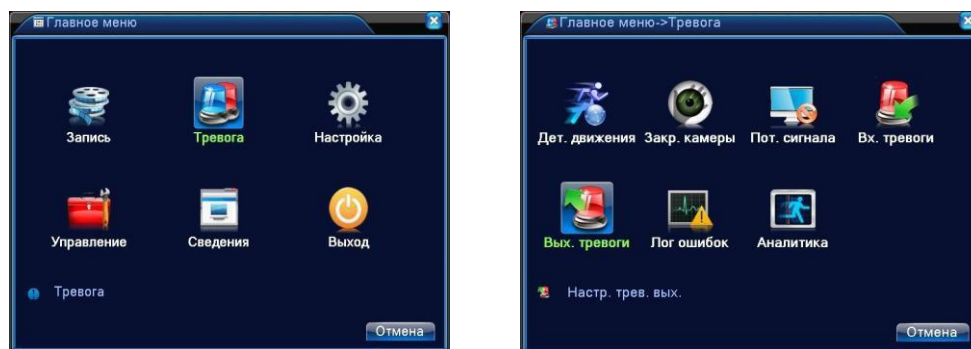 Главное меню
Запись
Тревога
Настройка
Управление
Сведения
Выход
Тревога
Отмена
Главное меню->Тревога
Дет. движения
Закр. камеры
Пот. сигнала
Вх. тревоги
Вых. тревоги
Лог ошибок
Аналитика
Настр. трев. вых.
Отмена